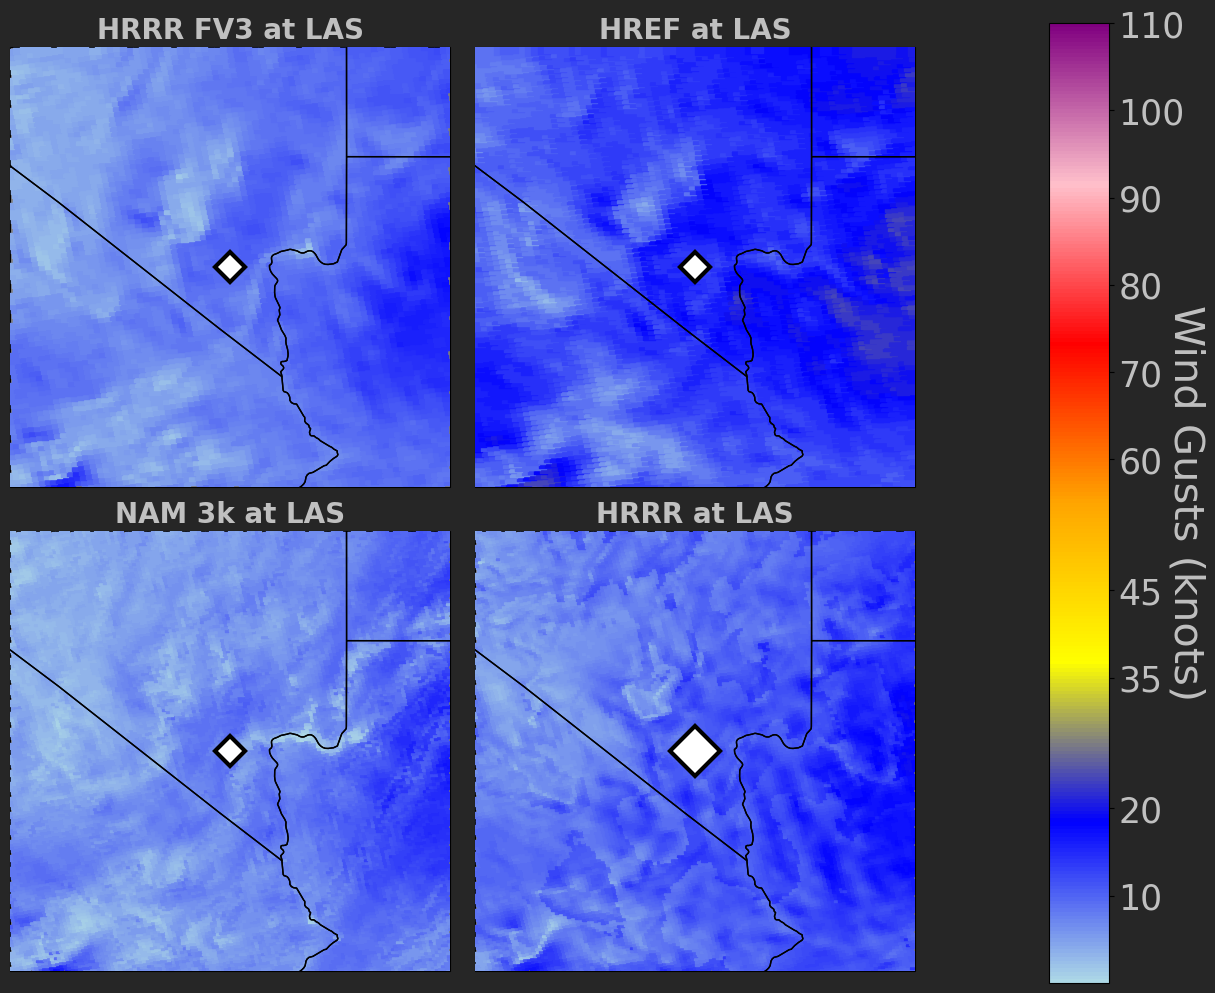 HRRR FV3 at LAS
HREF at LAS
NAM 3k at LAS
HRRR at LAS
110
100
90
80
70
60
45
35
20
10
Wind Gusts (knots)